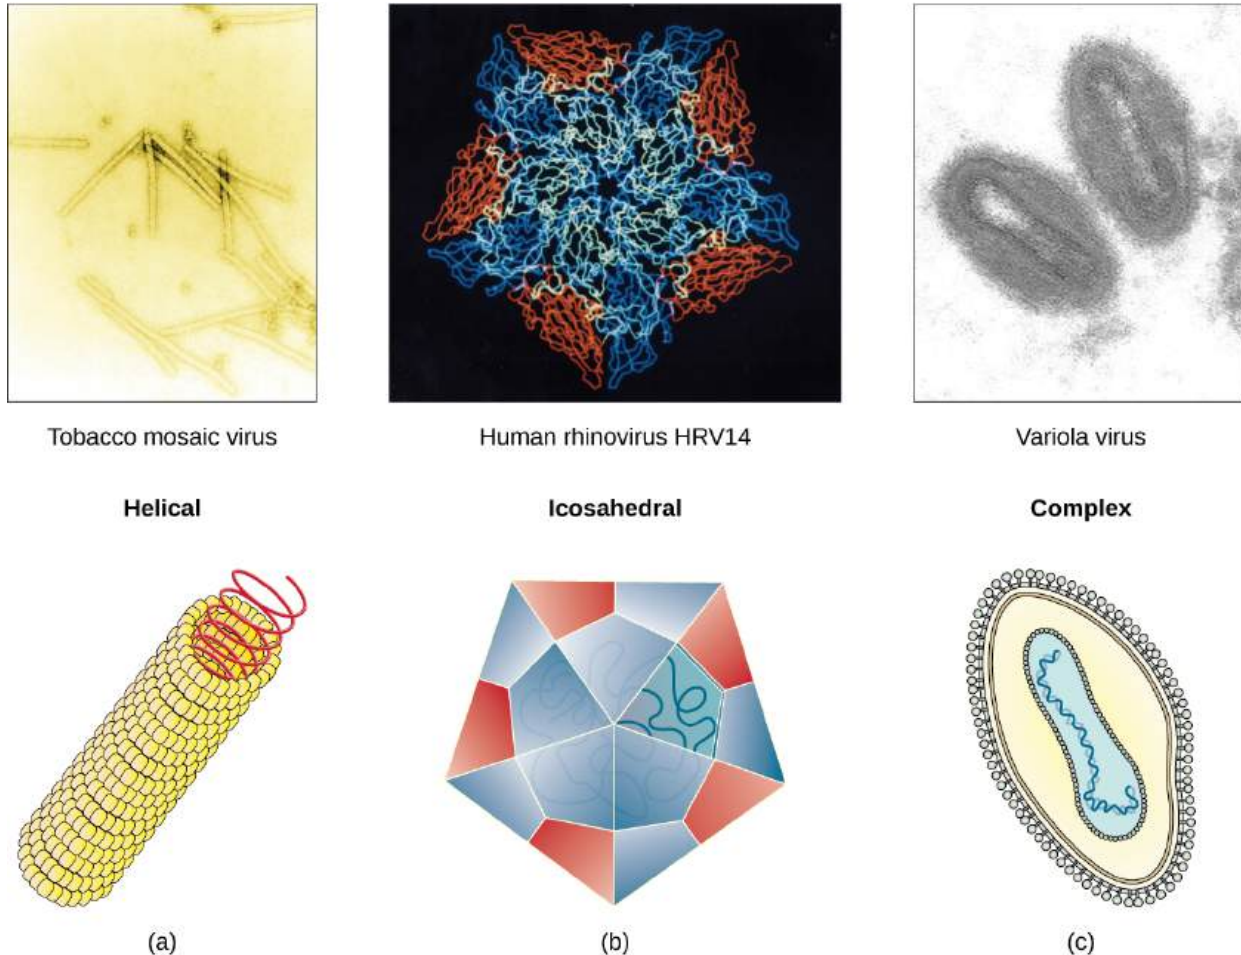 Tobacco mosaic virus
Human rhinovirus HRV14
Variola virus
Helical
Icosahedral
Complex
(a)
(b)
(c)